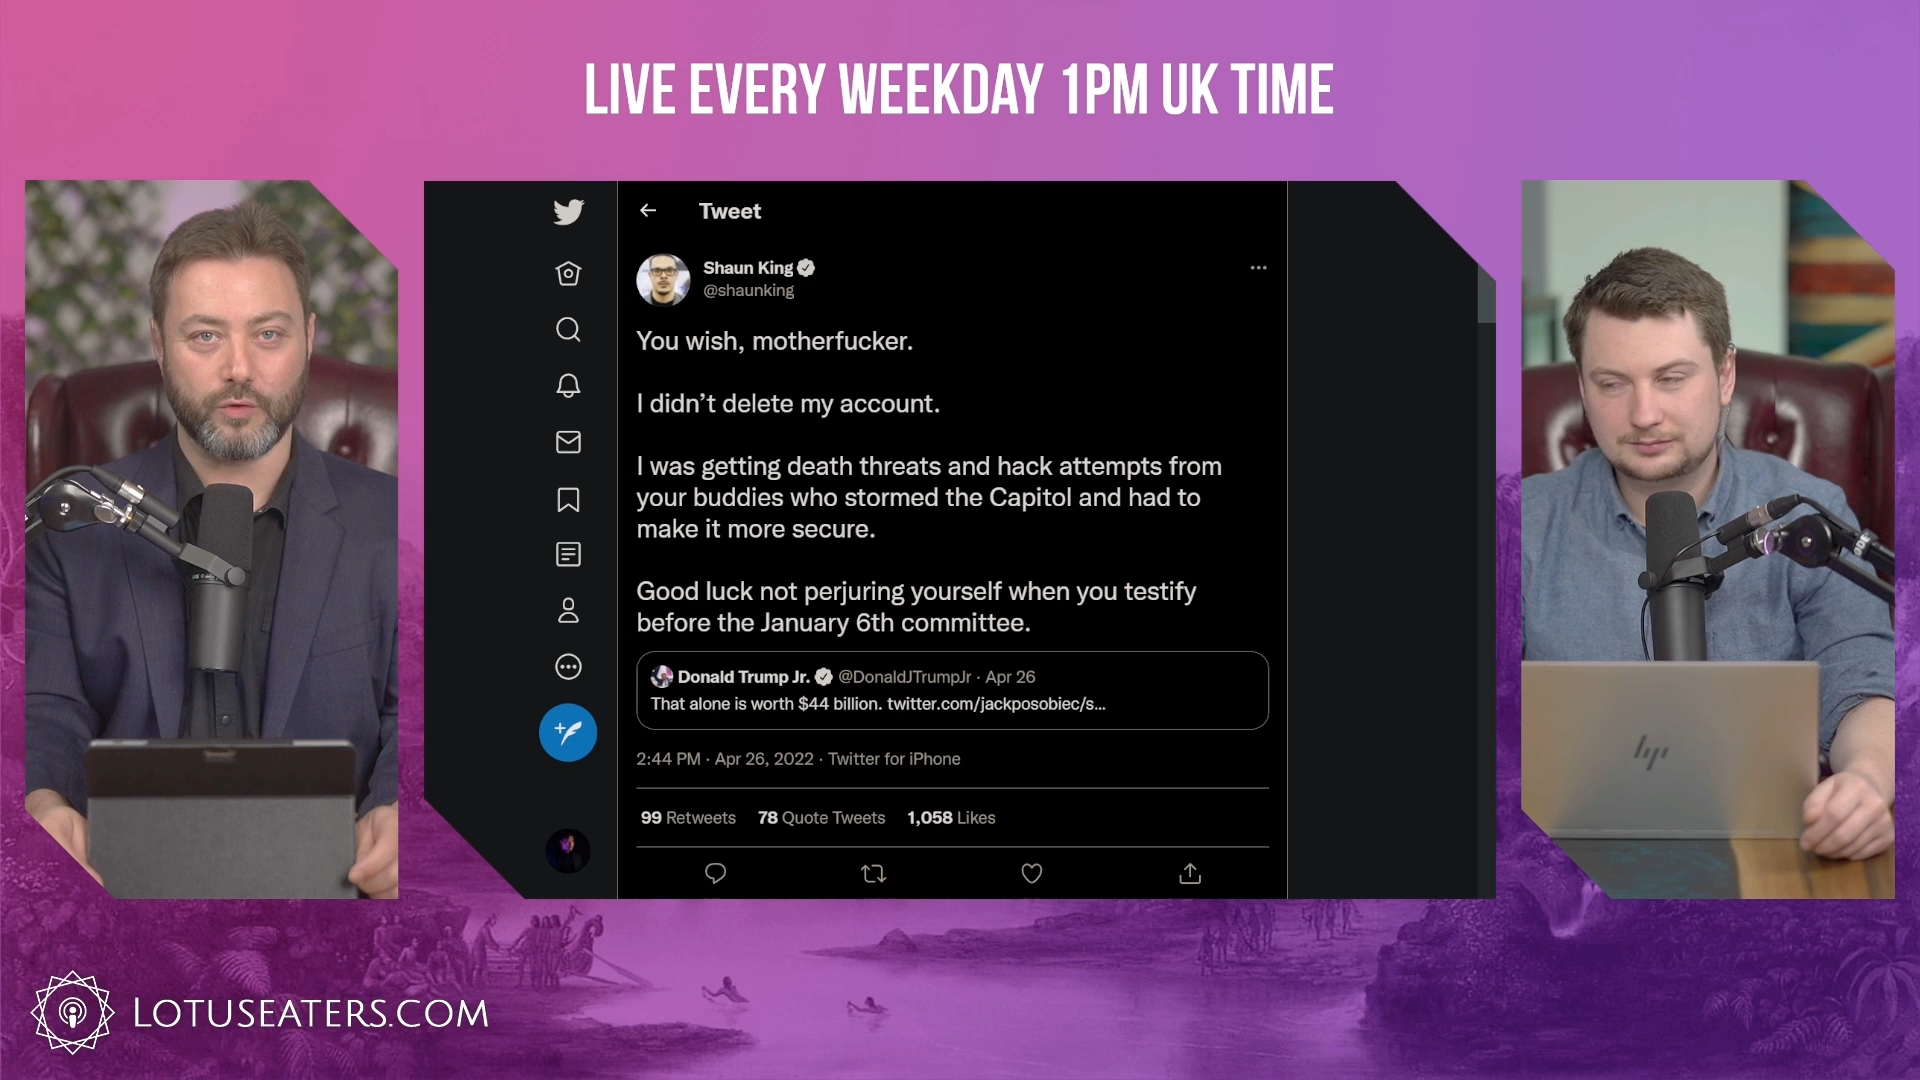 LIVE EVERY WEEKDAY 1PM UK TIME
Tweet
Shaun King
@shaunking
You wish, motherfucker.
I didn't delete my account.
I was getting death threats and hack attempts from
your buddies who stormed the Capitol and had to
make it more secure.
Good luck not perjuring yourself when you testify
before the January 6th committee.
Donald Trump Jr. @DonaldJTrumpJr · Apr 26
That alone is worth $44 billion. twitter.com/jackposobiec/s...
2:44 PM · Apr 26, 2022 · Twitter for iPhone
99 Retweets 78 Quote Tweets 1,058 Likes
hp
LOTUSEATERS.COM